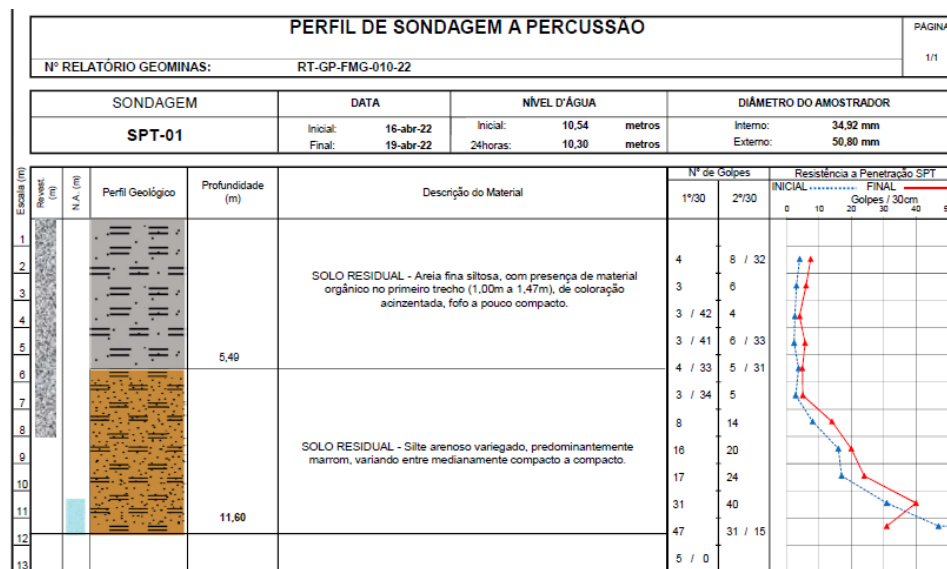 PERFIL DE SONDAGEM A PERCUSSÃO
PÁGINA
1/1
Nº RELATÓRIO GEOMINAS: RT-GP-FMG-010-22
SONDAGEM
SPT-01
DATA
Inicial: 16-abr-22
Final: 19-abr-22
NÍVEL D'ÁGUA
Inicial: 10,54 metros
24horas: 10,30 metros
DIÂMETRO DO AMOSTRADOR
Interno: 34,92 mm
Externo: 50,80 mm
Escala (m)
Revest. (m)
N.A. (m)
Perfil Geológico
Profundidade
(m)
Descrição do Material
Nº de Golpes
1º/30 2º/30
Resistência a Penetração SPT
INICIAL FINAL
Golpes / 30cm
0 10 20 30 40
1
2
3
4
5
6
7
8
9
10
11
12
13
SOLO RESIDUAL - Areia fina siltosa, com presença de material
orgânico no primeiro trecho (1,00m a 1,47m), de coloração
acinzentada, fofo a pouco compacto.
5,49
SOLO RESIDUAL - Silte arenoso variegado, predominantemente
marrom, variando entre medianamente compacto a compacto.
11,60
4 8 / 32
3 6
3 / 42 4
3 / 41 6 / 33
4 / 33 5 / 31
3 / 34 5
8 14
16 20
17 24
31 40
47 31 / 15
5 / 0